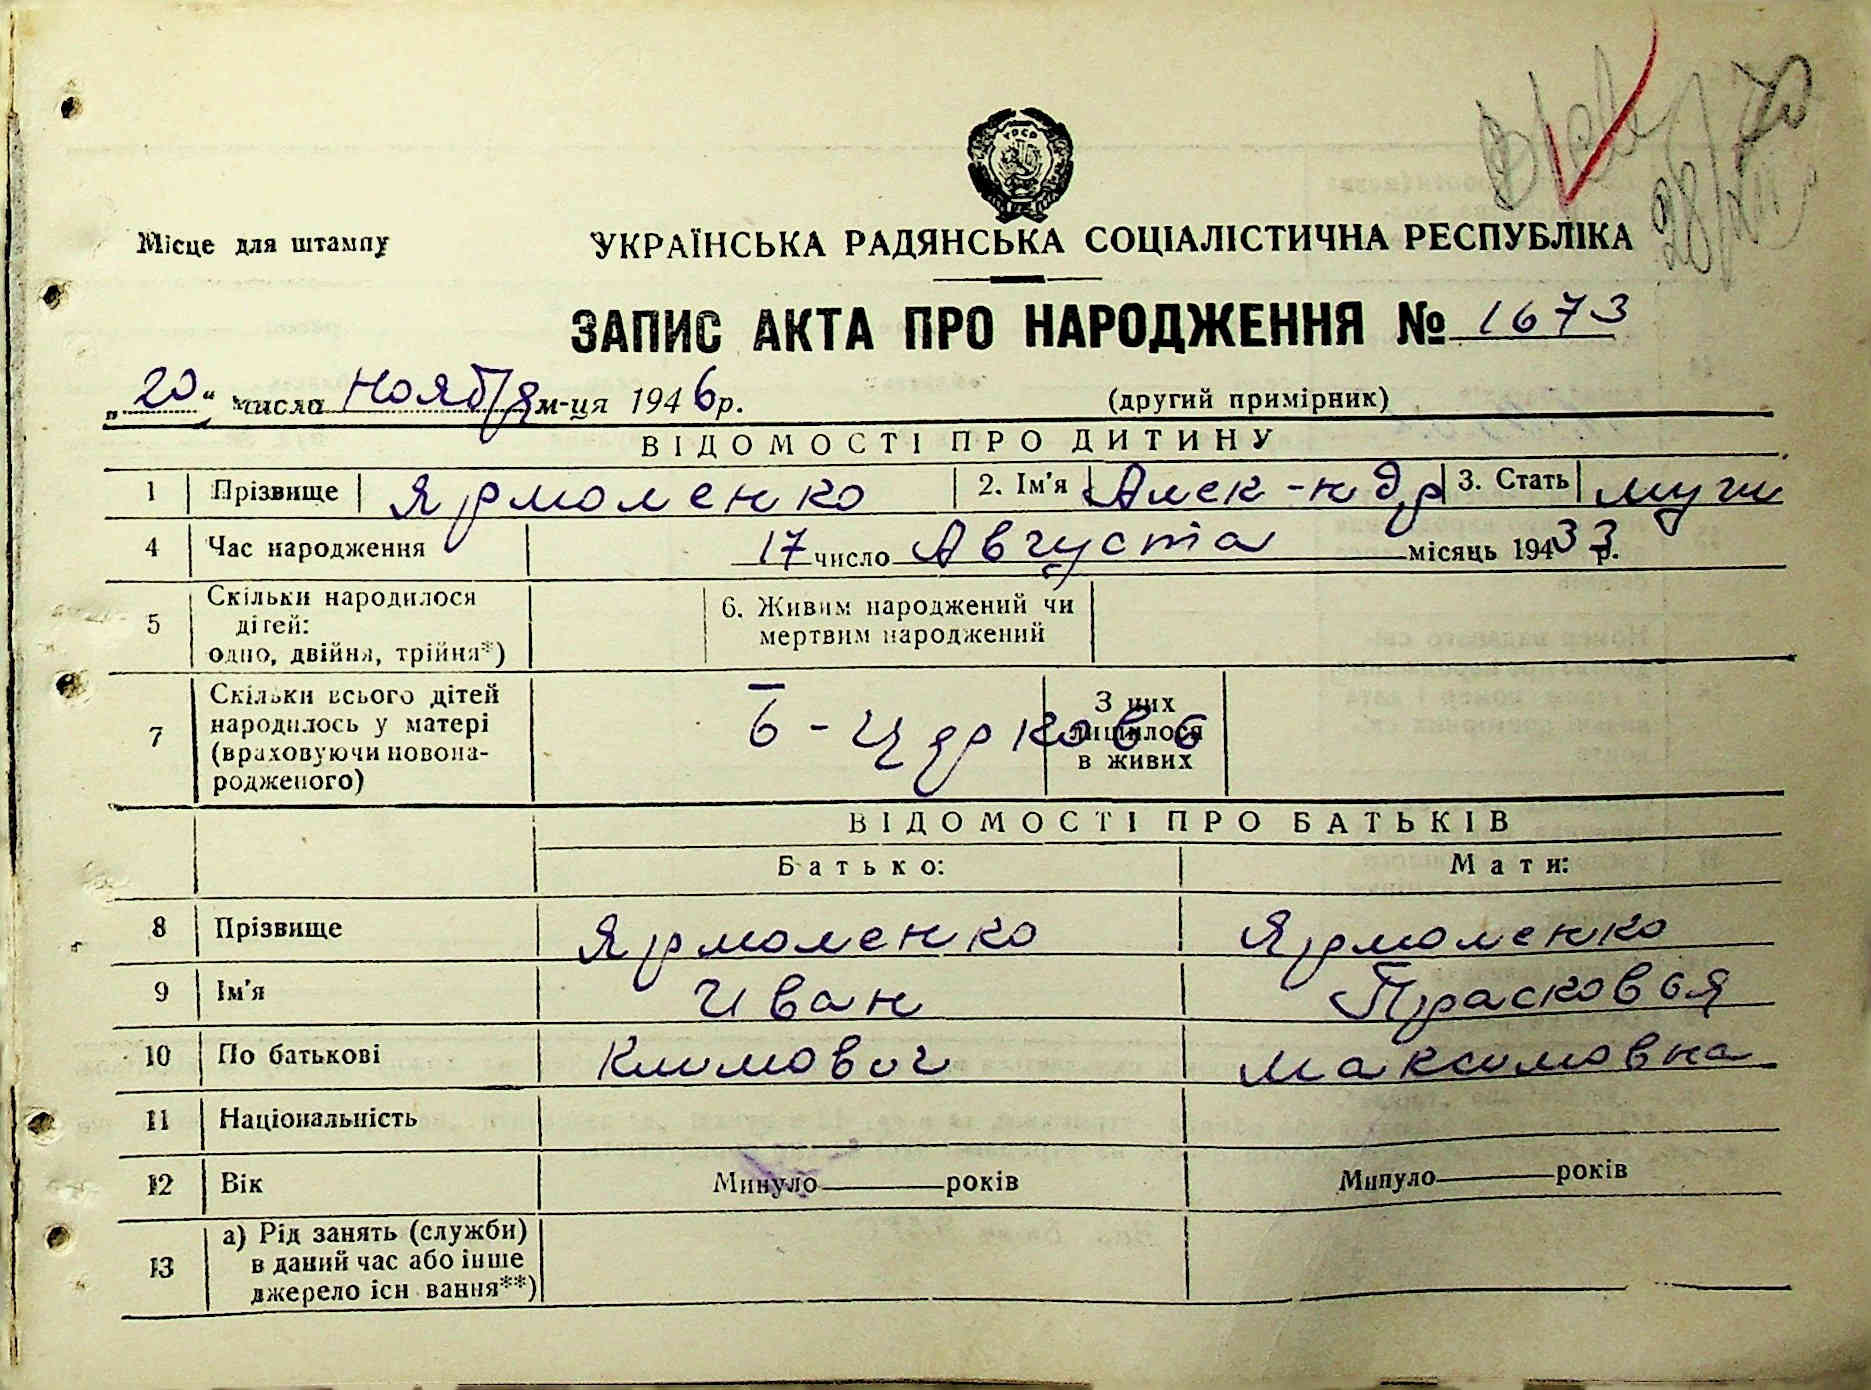 Місце для штампу
УКРАЇНСЬКА РАДЯНСЬКА СОЦІАЛІСТИЧНА РЕСПУБЛІКА
ЗАПИС АКТА ПРО НАРОДЖЕННЯ № 1673
„20“ числа Ноября м-ця 1946 р. (другий примірник)
ВІДОМОСТІ ПРО ДИТИНУ
1 Прізвище Ярмоленко 2. Ім'я Алек-ндр 3. Стать муж
4 Час народження 17 число Августа місяць 1943 33 р.
5 Скільки народилося дітей: одно, двійня, трійня*) 6. Живим народжений чи мертвим народжений
7 Скільки всього дітей народилось у матері (враховуючи новонародженого) З них лишилося в живих
ВІДОМОСТІ ПРО БАТЬКІВ
Батько: Мати:
8 Прізвище Ярмоленко Ярмоленко
9 Ім'я Иван Прасковья
10 По батькові Климович Максимовна
11 Національність
12 Вік Минуло років Минуло років
13 а) Рід занять (служби) в даний час або інше джерело існ вання**)